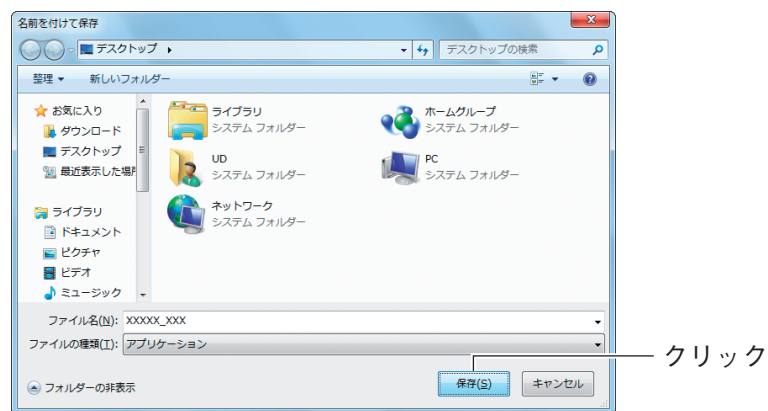 名前を付けて保存
デスクトップ
デスクトップの検索
整理 新しいフォルダー
お気に入り
ダウンロード
デスクトップ
最近表示した場所
ライブラリ
ドキュメント
ピクチャ
ビデオ
ミュージック
ライブラリ
システム フォルダー
ホームグループ
システム フォルダー
UD
システム フォルダー
PC
システム フォルダー
ネットワーク
システム フォルダー
ファイル名(N): XXXXX_XXX
ファイルの種類(T): アプリケーション
クリック
フォルダーの非表示
保存(S) キャンセル